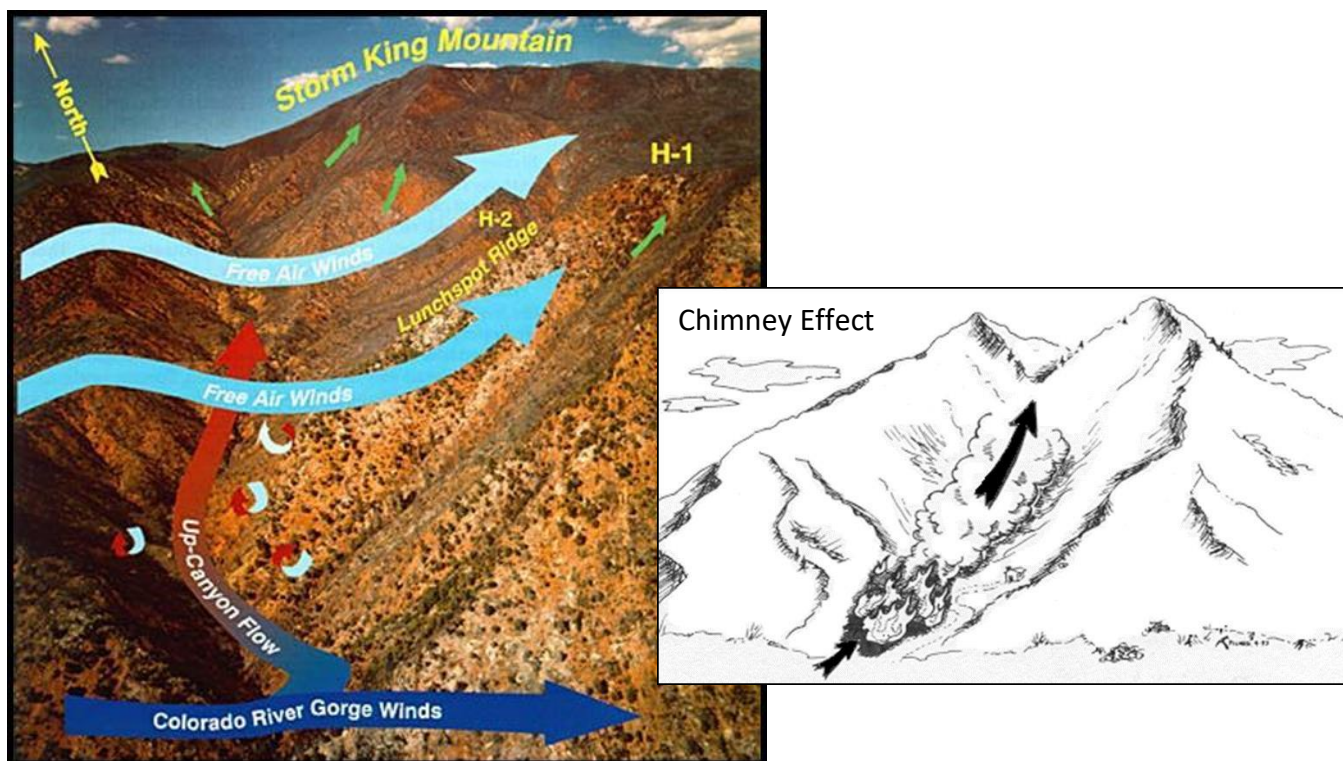 Storm King Mountain
North
H-1
H-2
Free Air Winds
Lunchspot Ridge
Free Air Winds
Up-Canyon Flow
Colorado River Gorge Winds
Chimney Effect